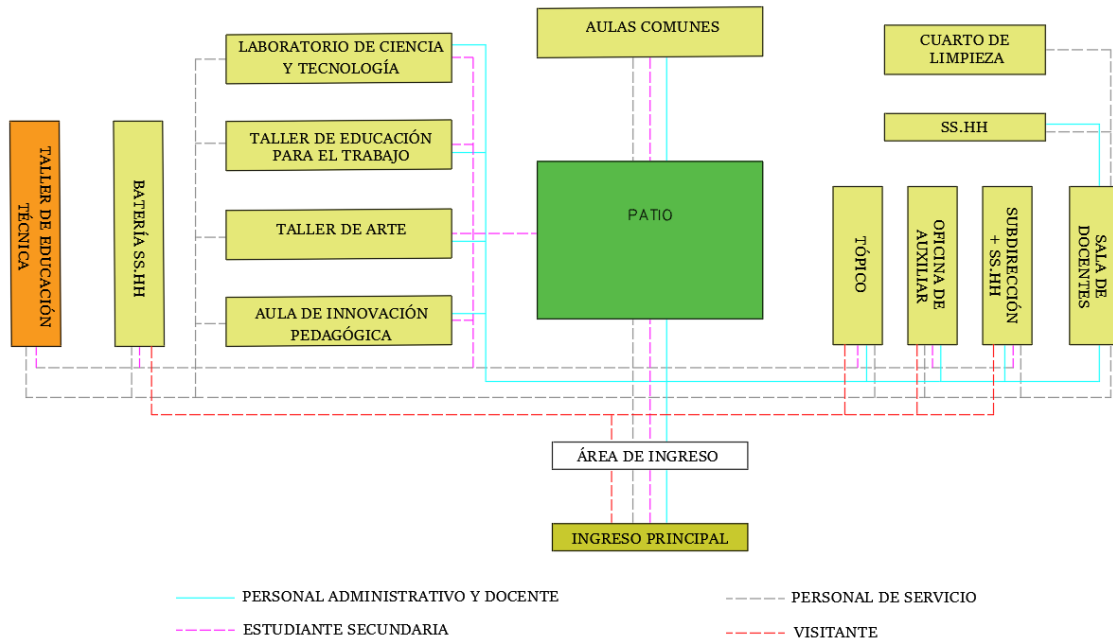 AULAS COMUNES
LABORATORIO DE CIENCIA
Y TECNOLOGÍA
CUARTO DE
LIMPIEZA
SS.HH
TALLER DE EDUCACIÓN
PARA EL TRABAJO
TALLER DE EDUCACIÓN
TÉCNICA
BATERÍA SS.HH
TALLER DE ARTE
PATIO
TÓPICO
OFICINA DE
AUXILIAR
SUBDIRECCIÓN
+ SS.HH
SALA DE
DOCENTES
AULA DE INNOVACIÓN
PEDAGÓGICA
ÁREA DE INGRESO
INGRESO PRINCIPAL
PERSONAL ADMINISTRATIVO Y DOCENTE
PERSONAL DE SERVICIO
ESTUDIANTE SECUNDARIA
VISITANTE